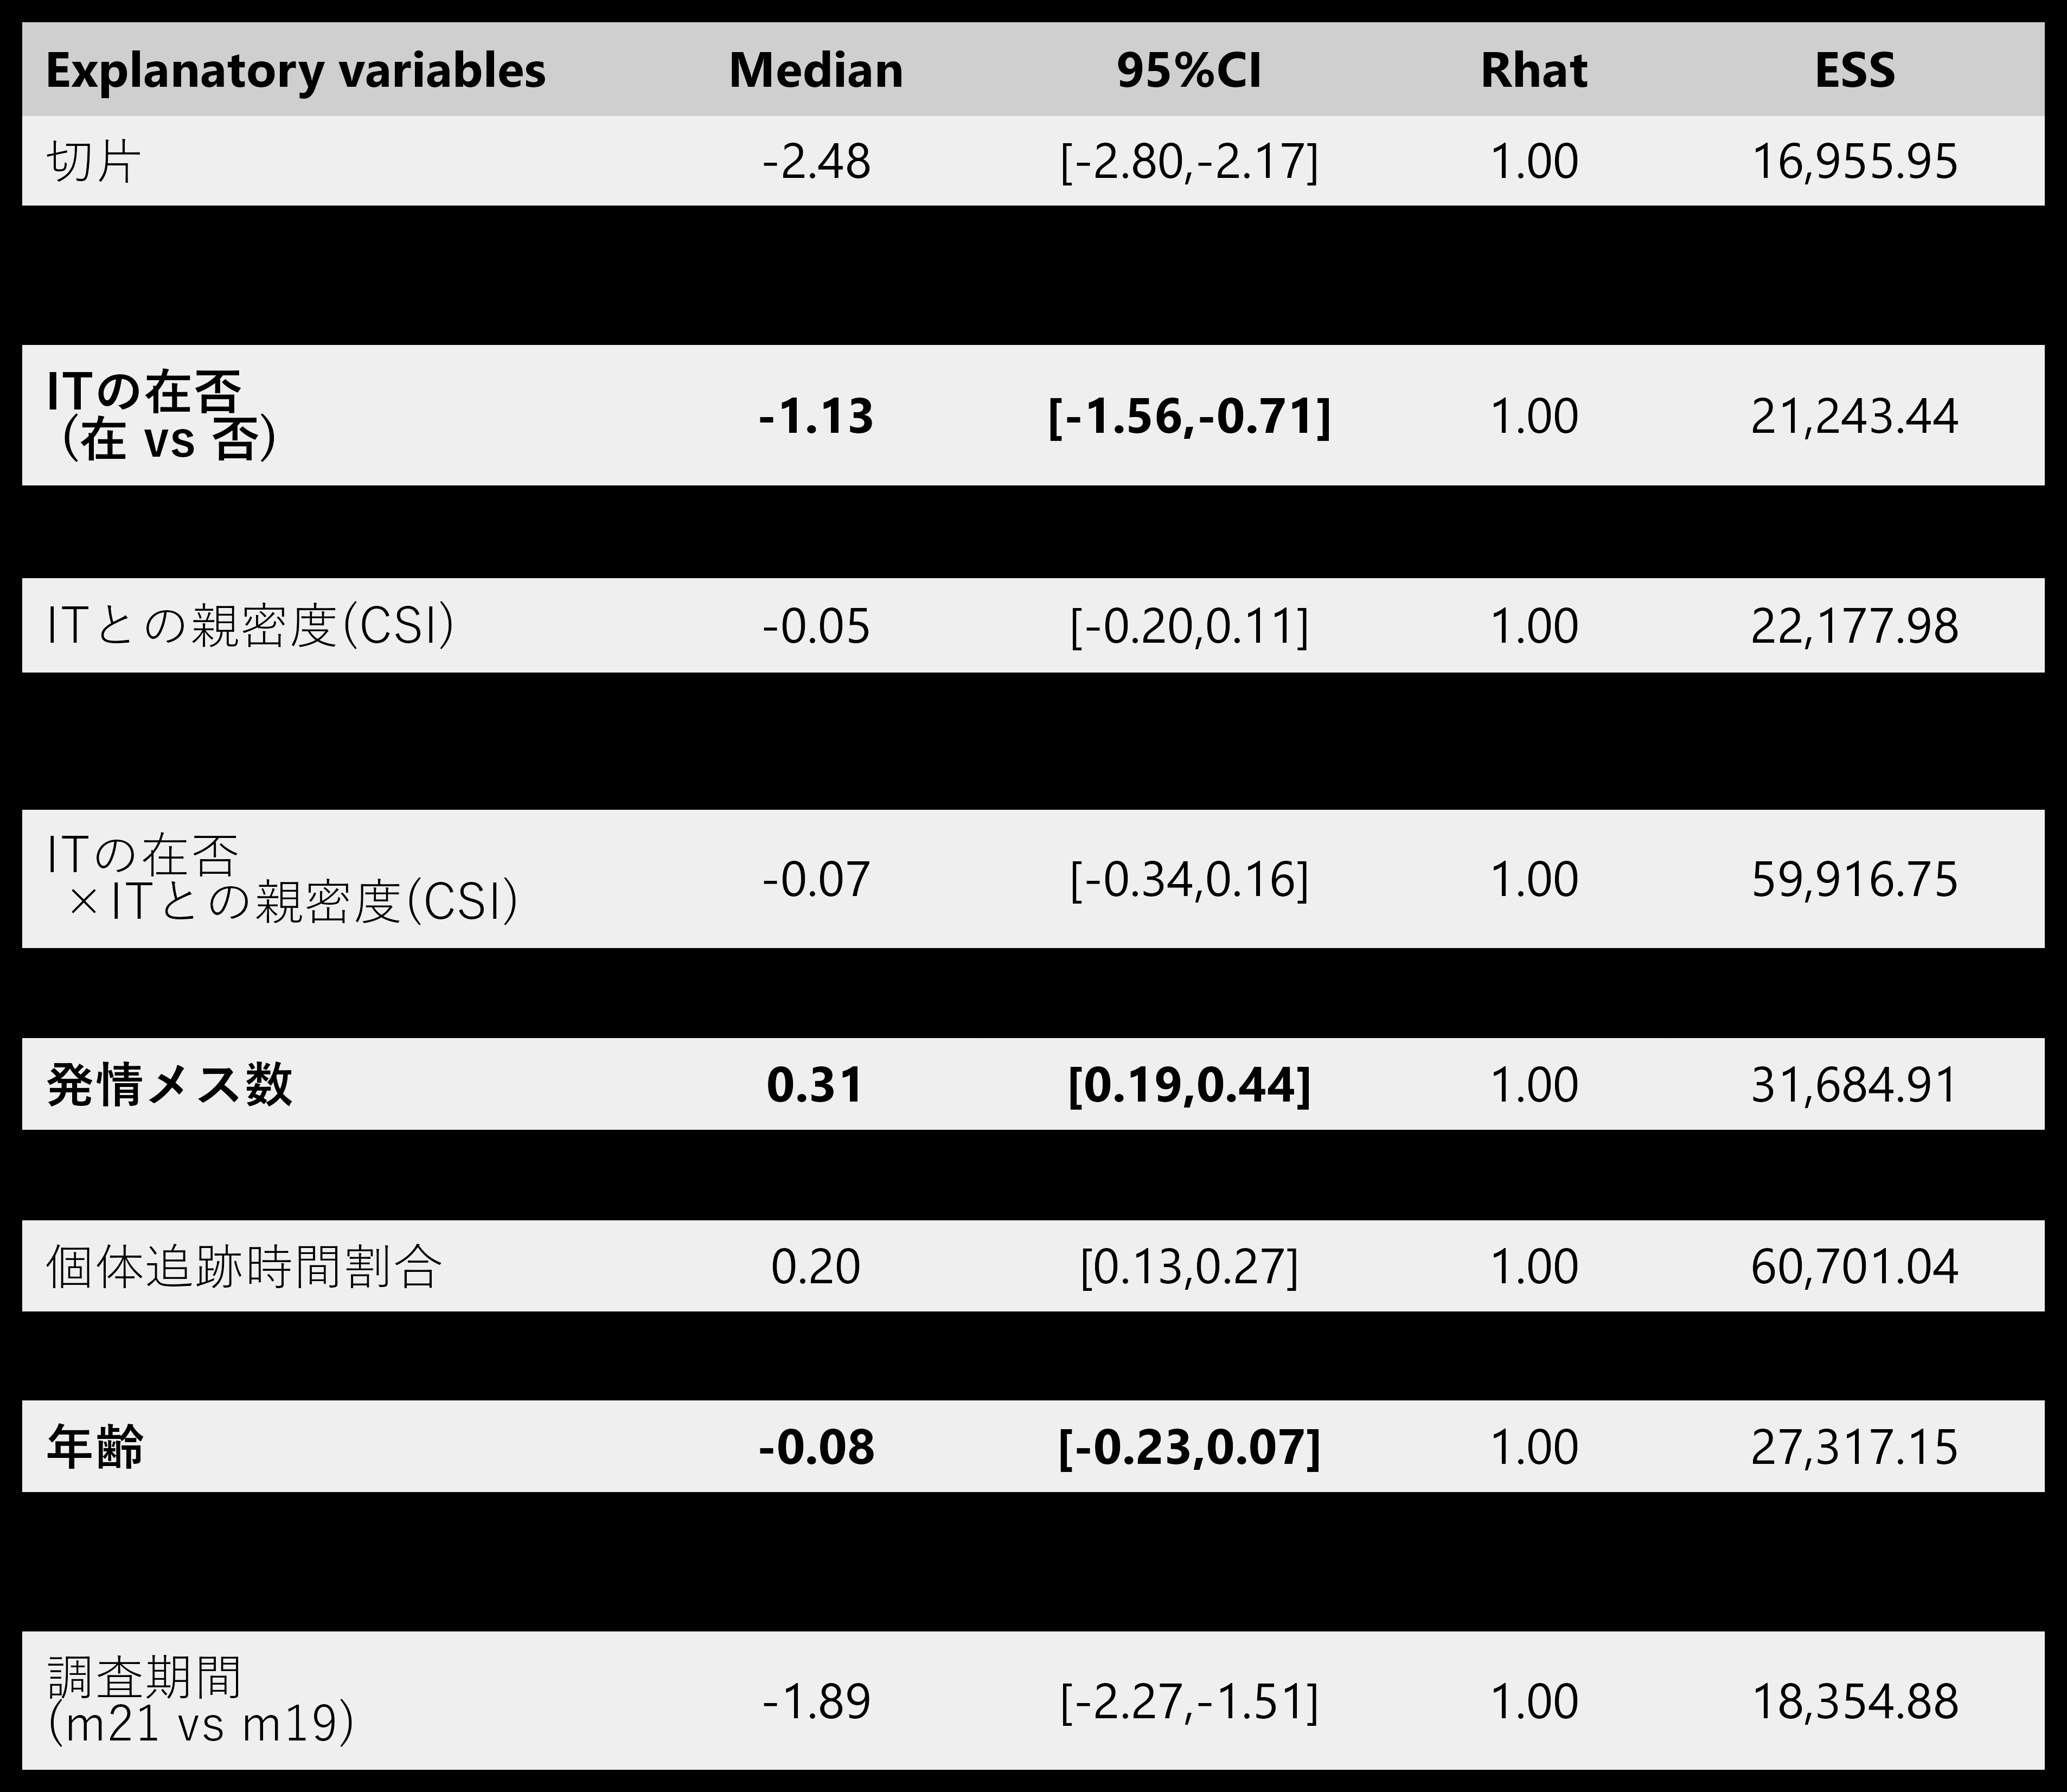 Explanatory variables Median 95%CI Rhat ESS
切片 -2.48 [-2.80,-2.17] 1.00 16,955.95
ITの在否
(在 vs 否) -1.13 [-1.56,-0.71] 1.00 21,243.44
ITとの親密度(CSI) -0.05 [-0.20,0.11] 1.00 22,177.98
ITの在否
×ITとの親密度(CSI) -0.07 [-0.34,0.16] 1.00 59,916.75
発情メス数 0.31 [0.19,0.44] 1.00 31,684.91
個体追跡時間割合 0.20 [0.13,0.27] 1.00 60,701.04
年齢 -0.08 [-0.23,0.07] 1.00 27,317.15
調査期間
(m21 vs m19) -1.89 [-2.27,-1.51] 1.00 18,354.88